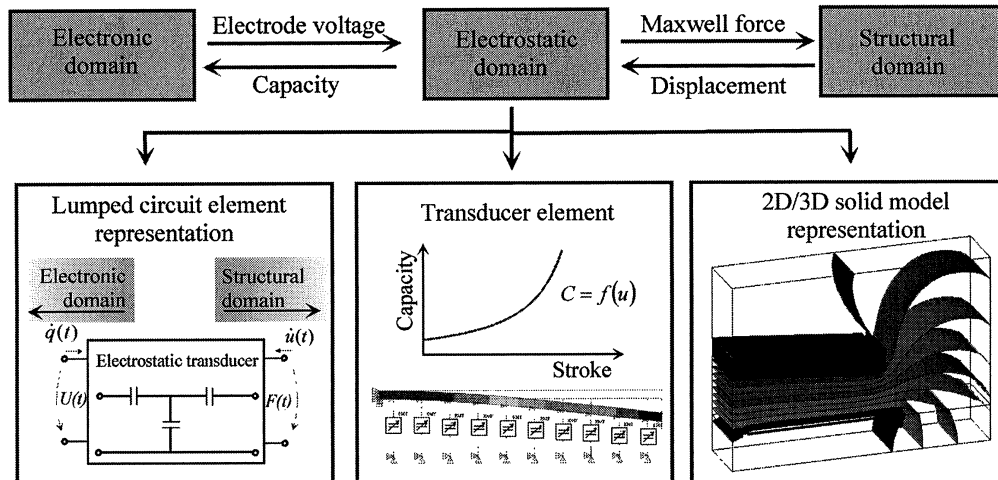 Electronic
domain
Electrode voltage
Capacity
Electrostatic
domain
Maxwell force
Displacement
Structural
domain
Lumped circuit element
representation
Electronic
domain
Structural
domain
q̇(t)
u̇(t)
Electrostatic transducer
U(t)
F(t)
Transducer element
Capacity
C = f(u)
Stroke
2D/3D solid model
representation